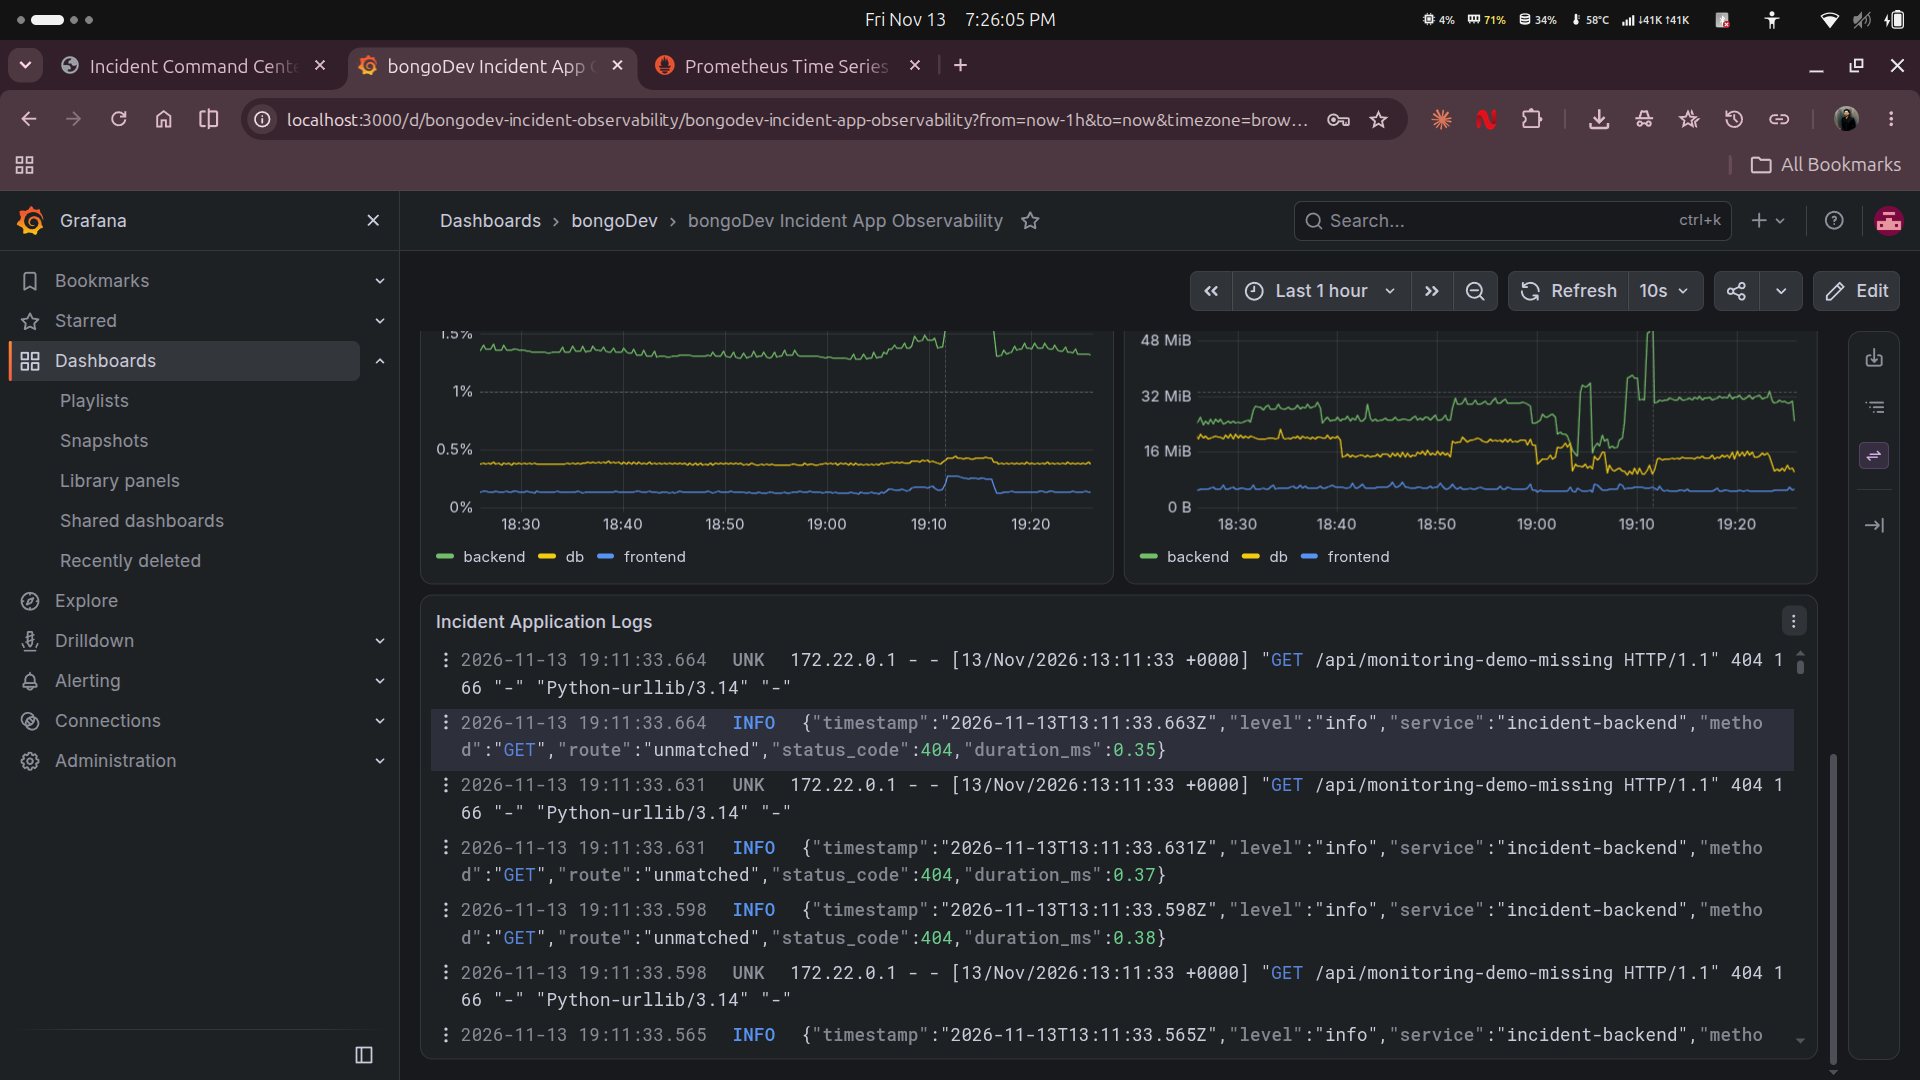 Fri Nov 13 7:26:05 PM
4% 71% 34% 58°C ↓41K ↑41K
Incident Command Cent
bongoDev Incident App
Prometheus Time Series
localhost:3000/d/bongodev-incident-observability/bongodev-incident-app-observability?from=now-1h&to=now&timezone=brow...
All Bookmarks
Grafana
Dashboards › bongoDev › bongoDev Incident App Observability
Search... ctrl+k
Bookmarks
Starred
Dashboards
Playlists
Snapshots
Library panels
Shared dashboards
Recently deleted
Explore
Drilldown
Alerting
Connections
Administration
Last 1 hour
Refresh 10s
Edit
1.5%
1%
0.5%
0%
18:30 18:40 18:50 19:00 19:10 19:20
backend db frontend
48 MiB
32 MiB
16 MiB
0 B
18:30 18:40 18:50 19:00 19:10 19:20
backend db frontend
Incident Application Logs
2026-11-13 19:11:33.664 UNK 172.22.0.1 - - [13/Nov/2026:13:11:33 +0000] "GET /api/monitoring-demo-missing HTTP/1.1" 404 1
66 "-" "Python-urllib/3.14" "-"
2026-11-13 19:11:33.664 INFO {"timestamp":"2026-11-13T13:11:33.663Z","level":"info","service":"incident-backend","metho
d":"GET","route":"unmatched","status_code":404,"duration_ms":0.35}
2026-11-13 19:11:33.631 UNK 172.22.0.1 - - [13/Nov/2026:13:11:33 +0000] "GET /api/monitoring-demo-missing HTTP/1.1" 404 1
66 "-" "Python-urllib/3.14" "-"
2026-11-13 19:11:33.631 INFO {"timestamp":"2026-11-13T13:11:33.631Z","level":"info","service":"incident-backend","metho
d":"GET","route":"unmatched","status_code":404,"duration_ms":0.37}
2026-11-13 19:11:33.598 INFO {"timestamp":"2026-11-13T13:11:33.598Z","level":"info","service":"incident-backend","metho
d":"GET","route":"unmatched","status_code":404,"duration_ms":0.38}
2026-11-13 19:11:33.598 UNK 172.22.0.1 - - [13/Nov/2026:13:11:33 +0000] "GET /api/monitoring-demo-missing HTTP/1.1" 404 1
66 "-" "Python-urllib/3.14" "-"
2026-11-13 19:11:33.565 INFO {"timestamp":"2026-11-13T13:11:33.565Z","level":"info","service":"incident-backend","metho